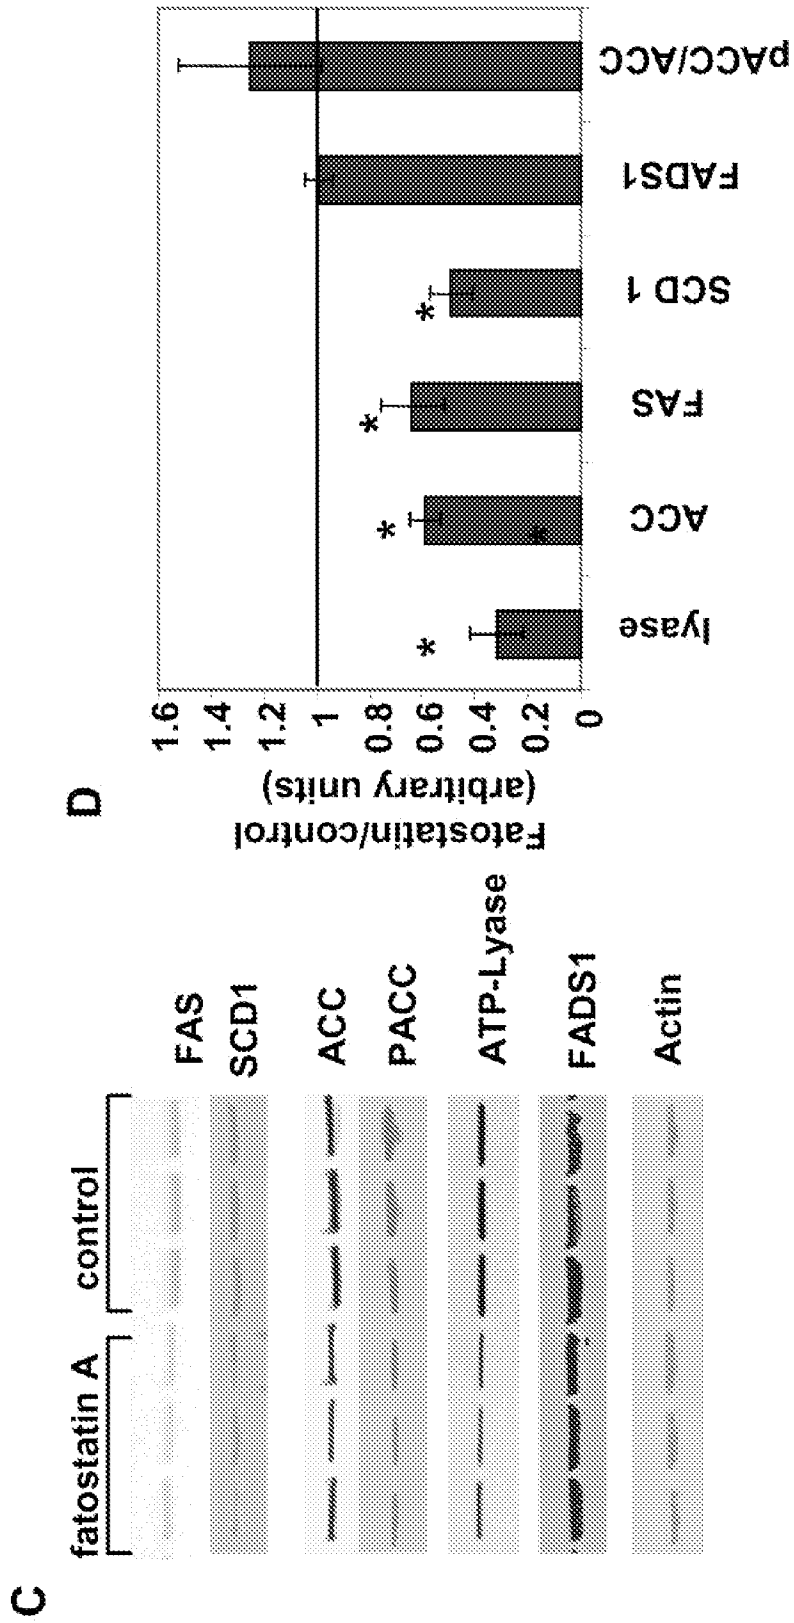 C
fatostatin A
control
FAS
SCD1
ACC
PACC
ATP-Lyase
FADS1
Actin
D
Fatostatin/control
(arbitrary units)
1.6
1.4
1.2
1
0.8
0.6
0.4
0.2
0
*
*
*
*
*
lyase
ACC
FAS
SCD 1
FADS1
pACC/ACC